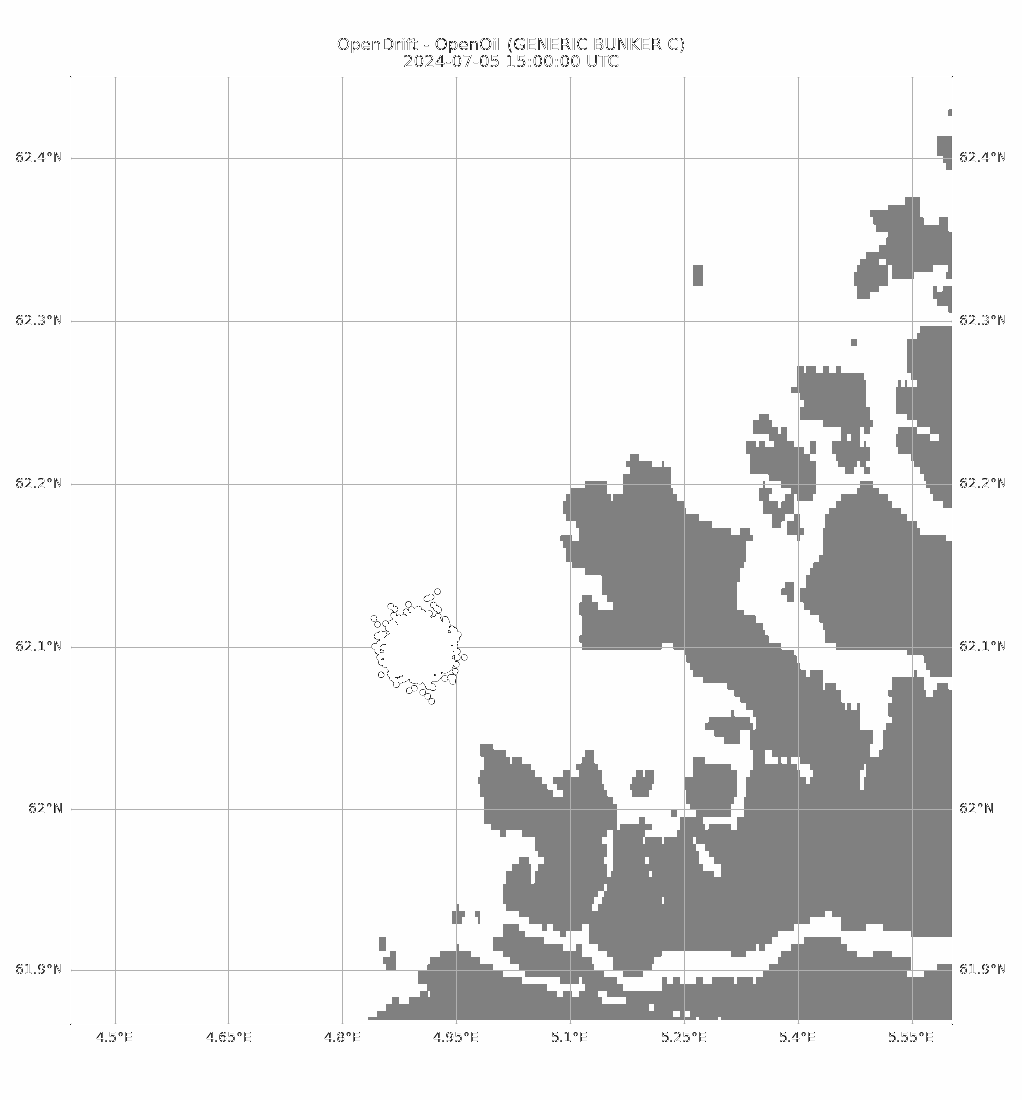 OpenDrift - OpenOil (GENERIC BUNKER C)
2024-07-05 15:00:00 UTC
62.4°N 62.4°N
62.3°N 62.3°N
62.2°N 62.2°N
62.1°N 62.1°N
62°N 62°N
61.9°N 61.9°N
4.5°E 4.65°E 4.8°E 4.95°E 5.1°E 5.25°E 5.4°E 5.55°E